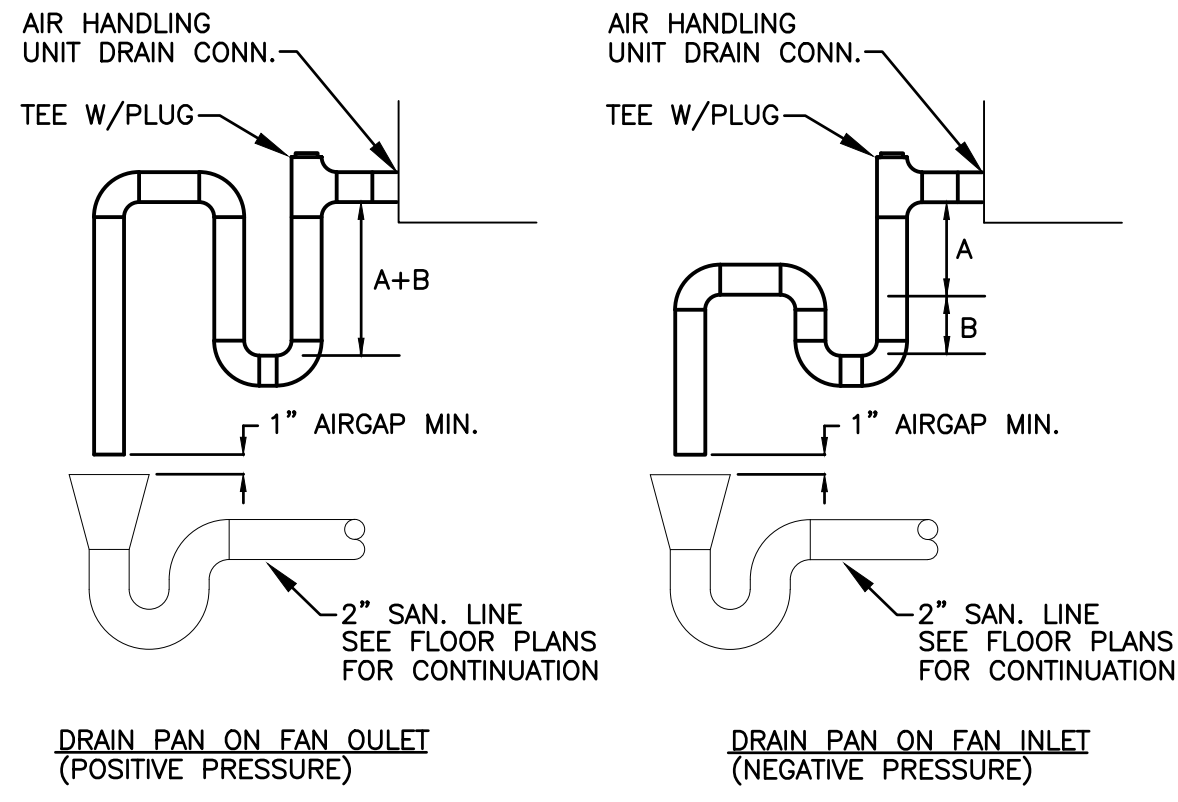 AIR HANDLING
UNIT DRAIN CONN.
TEE W/PLUG
A+B
1” AIRGAP MIN.
2” SAN. LINE
SEE FLOOR PLANS
FOR CONTINUATION
DRAIN PAN ON FAN OULET
(POSITIVE PRESSURE)
AIR HANDLING
UNIT DRAIN CONN.
TEE W/PLUG
A
B
1” AIRGAP MIN.
2” SAN. LINE
SEE FLOOR PLANS
FOR CONTINUATION
DRAIN PAN ON FAN INLET
(NEGATIVE PRESSURE)